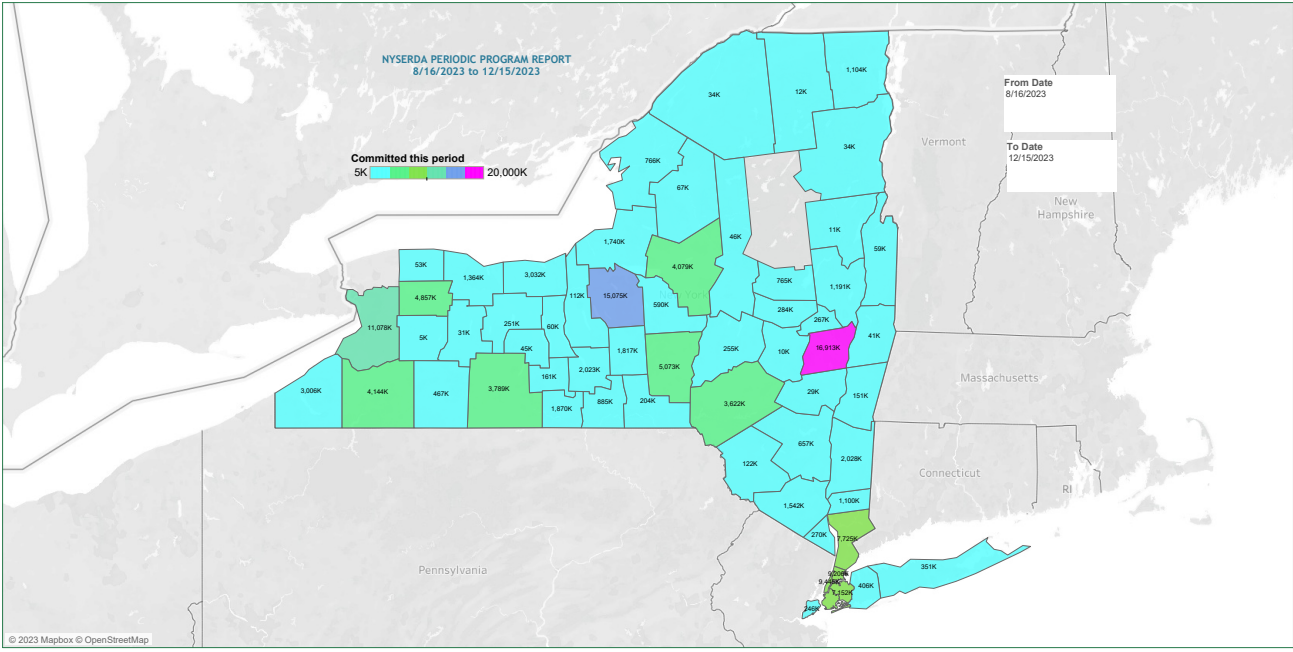 NYSERDA PERIODIC PROGRAM REPORT
8/16/2023 to 12/15/2023
From Date
8/16/2023
To Date
12/15/2023
Committed this period
5K 20,000K
1,104K
34K
12K
Vermont
34K
766K
67K
New
Hampshire
11K
46K
59K
1,740K
53K
4,079K
1,364K
3,032K
765K
1,191K
112K
15,075K
4,857K
590K
284K
267K
11,078K
251K
60K
31K
5K
41K
45K
255K
10K
16,913K
1,817K
5,073K
161K
2,023K
Massachusetts
3,006K
4,144K
467K
3,789K
29K
151K
885K
204K
1,870K
3,622K
657K
2,028K
122K
Connecticut
RI
1,100K
1,542K
270K
7,725K
Pennsylvania
351K
406K
7,152K
246K
© 2023 Mapbox © OpenStreetMap